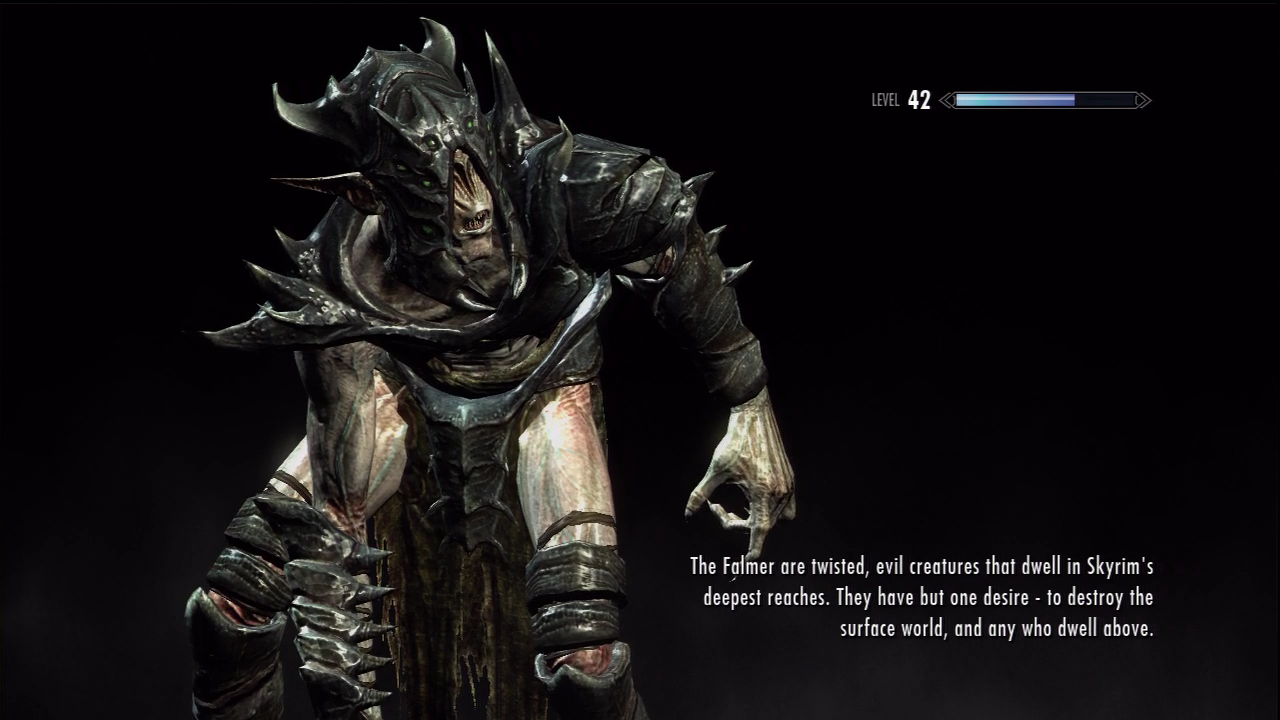 LEVEL 42
The Falmer are twisted, evil creatures that dwell in Skyrim's
deepest reaches. They have but one desire - to destroy the
surface world, and any who dwell above.